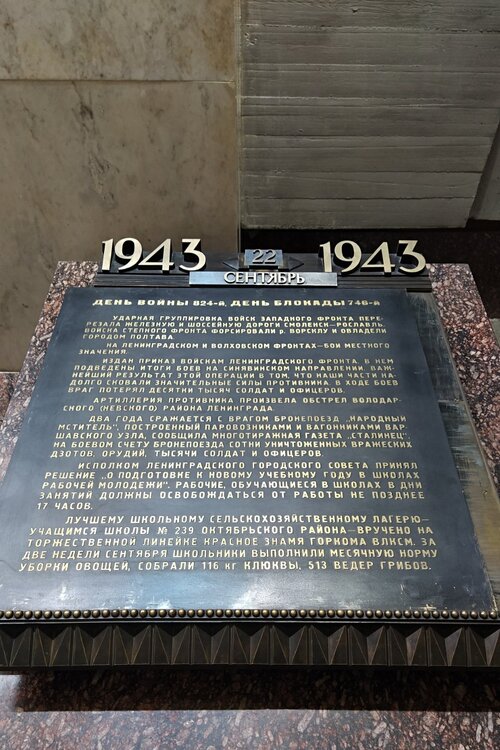 1943 22 1943
СЕНТЯБРЬ
ДЕНЬ ВОЙНЫ 824-й, ДЕНЬ БЛОКАДЫ 746-й
УДАРНАЯ ГРУППИРОВКА ВОЙСК ЗАПАДНОГО ФРОНТА ПЕРЕ-
РЕЗАЛА ЖЕЛЕЗНУЮ И ШОССЕЙНУЮ ДОРОГИ СМОЛЕНСК—РОСЛАВЛЬ.
ВОЙСКА СТЕПНОГО ФРОНТА ФОРСИРОВАЛИ р. ВОРСКЛУ И ОВЛАДЕЛИ
ГОРОДОМ ПОЛТАВА.
НА ЛЕНИНГРАДСКОМ И ВОЛХОВСКОМ ФРОНТАХ—БОИ МЕСТНОГО
ЗНАЧЕНИЯ.
ИЗДАН ПРИКАЗ ВОЙСКАМ ЛЕНИНГРАДСКОГО ФРОНТА. В НЕМ
ПОДВЕДЕНЫ ИТОГИ БОЕВ НА СИНЯВИНСКОМ НАПРАВЛЕНИИ. ВАЖ-
НЕЙШИЙ РЕЗУЛЬТАТ ЭТОЙ ОПЕРАЦИИ В ТОМ, ЧТО НАШИ ЧАСТИ НА-
ДОЛГО СКОВАЛИ ЗНАЧИТЕЛЬНЫЕ СИЛЫ ПРОТИВНИКА. В ХОДЕ БОЕВ
ВРАГ ПОТЕРЯЛ ДЕСЯТКИ ТЫСЯЧ СОЛДАТ И ОФИЦЕРОВ.
АРТИЛЛЕРИЯ ПРОТИВНИКА ПРОИЗВЕЛА ОБСТРЕЛ ВОЛОДАР-
СКОГО (НЕВСКОГО) РАЙОНА ЛЕНИНГРАДА.
ДВА ГОДА СРАЖАЕТСЯ С ВРАГОМ БРОНЕПОЕЗД „НАРОДНЫЙ
МСТИТЕЛЬ", ПОСТРОЕННЫЙ ПАРОВОЗНИКАМИ И ВАГОННИКАМИ ВАР-
ШАВСКОГО УЗЛА, СООБЩИЛА МНОГОТИРАЖНАЯ ГАЗЕТА „СТАЛИНЕЦ".
НА БОЕВОМ СЧЕТУ БРОНЕПОЕЗДА СОТНИ УНИЧТОЖЕННЫХ ВРАЖЕСКИХ
ДЗОТОВ, ОРУДИЙ, ТЫСЯЧИ СОЛДАТ И ОФИЦЕРОВ.
ИСПОЛКОМ ЛЕНИНГРАДСКОГО ГОРОДСКОГО СОВЕТА ПРИНЯЛ
РЕШЕНИЕ „О ПОДГОТОВКЕ К НОВОМУ УЧЕБНОМУ ГОДУ В ШКОЛАХ
РАБОЧЕЙ МОЛОДЕЖИ". РАБОЧИЕ, ОБУЧАЮЩИЕСЯ В ШКОЛАХ, В ДНИ
ЗАНЯТИЙ ДОЛЖНЫ ОСВОБОЖДАТЬСЯ ОТ РАБОТЫ НЕ ПОЗДНЕЕ
17 ЧАСОВ.
ЛУЧШЕМУ ШКОЛЬНОМУ СЕЛЬСКОХОЗЯЙСТВЕННОМУ ЛАГЕРЮ—
УЧАЩИМСЯ ШКОЛЫ № 239 ОКТЯБРЬСКОГО РАЙОНА—ВРУЧЕНО НА
ТОРЖЕСТВЕННОЙ ЛИНЕЙКЕ КРАСНОЕ ЗНАМЯ ГОРКОМА ВЛКСМ. ЗА
ДВЕ НЕДЕЛИ СЕНТЯБРЯ ШКОЛЬНИКИ ВЫПОЛНИЛИ МЕСЯЧНУЮ НОРМУ
УБОРКИ ОВОЩЕЙ, СОБРАЛИ 116 кг КЛЮКВЫ, 513 ВЕДЕР ГРИБОВ.